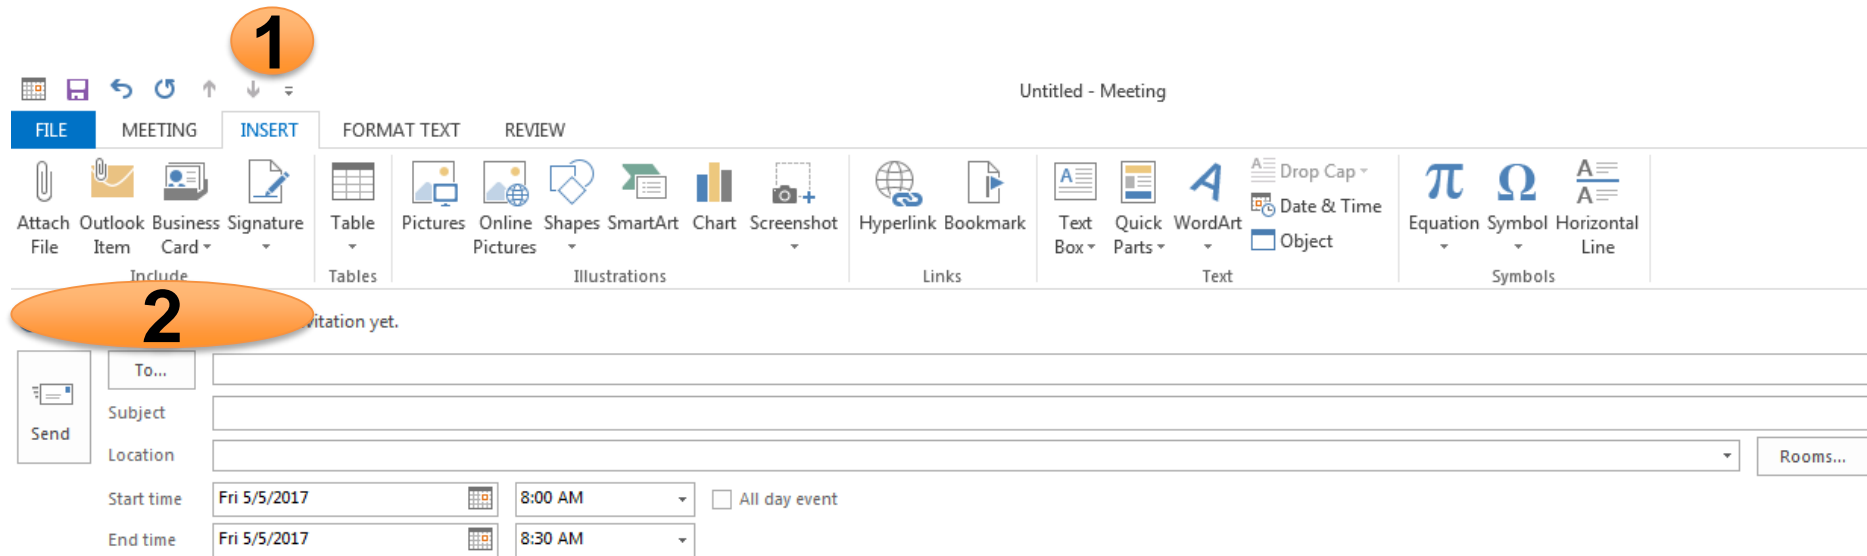 1
Untitled - Meeting
FILE MEETING INSERT FORMAT TEXT REVIEW
Attach File Outlook Item Business Card Signature Table Pictures Online Pictures Shapes SmartArt Chart Screenshot Hyperlink Bookmark Text Box Quick Parts WordArt Drop Cap Date & Time Object Equation Symbol Horizontal Line
Include Tables Illustrations Links Text Symbols
2 yet.
To...
Subject
Send
Location Rooms...
Start time Fri 5/5/2017 8:00 AM All day event
End time Fri 5/5/2017 8:30 AM